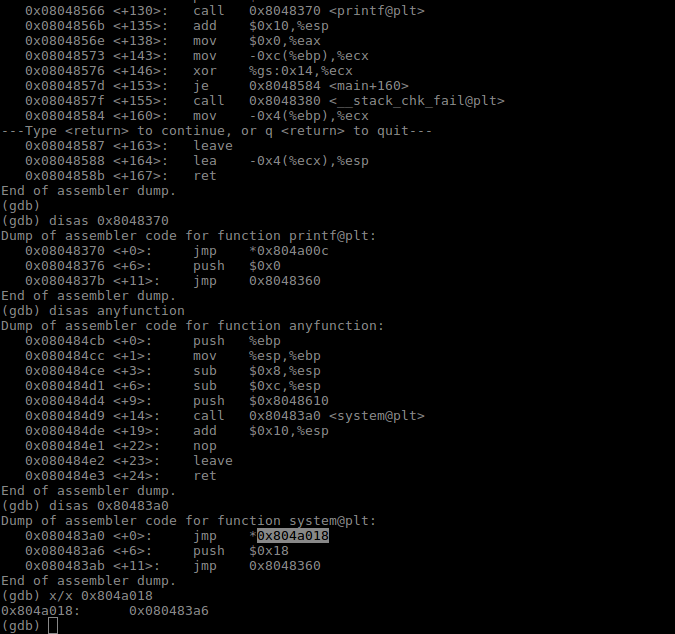 0x08048566 <+130>: call 0x8048370 <printf@plt>
0x0804856b <+135>: add $0x10,%esp
0x0804856e <+138>: mov $0x0,%eax
0x08048573 <+143>: mov -0xc(%ebp),%ecx
0x08048576 <+146>: xor %gs:0x14,%ecx
0x0804857d <+153>: je 0x8048584 <main+160>
0x0804857f <+155>: call 0x8048380 <__stack_chk_fail@plt>
0x08048584 <+160>: mov -0x4(%ebp),%ecx
---Type <return> to continue, or q <return> to quit---
0x08048587 <+163>: leave
0x08048588 <+164>: lea -0x4(%ecx),%esp
0x0804858b <+167>: ret
End of assembler dump.
(gdb)
(gdb) disas 0x8048370
Dump of assembler code for function printf@plt:
0x08048370 <+0>: jmp *0x804a00c
0x08048376 <+6>: push $0x0
0x0804837b <+11>: jmp 0x8048360
End of assembler dump.
(gdb) disas anyfunction
Dump of assembler code for function anyfunction:
0x080484cb <+0>: push %ebp
0x080484cc <+1>: mov %esp,%ebp
0x080484ce <+3>: sub $0x8,%esp
0x080484d1 <+6>: sub $0xc,%esp
0x080484d4 <+9>: push $0x8048610
0x080484d9 <+14>: call 0x80483a0 <system@plt>
0x080484de <+19>: add $0x10,%esp
0x080484e1 <+22>: nop
0x080484e2 <+23>: leave
0x080484e3 <+24>: ret
End of assembler dump.
(gdb) disas 0x80483a0
Dump of assembler code for function system@plt:
0x080483a0 <+0>: jmp *0x804a018
0x080483a6 <+6>: push $0x18
0x080483ab <+11>: jmp 0x8048360
End of assembler dump.
(gdb) x/x 0x804a018
0x804a018: 0x080483a6
(gdb)